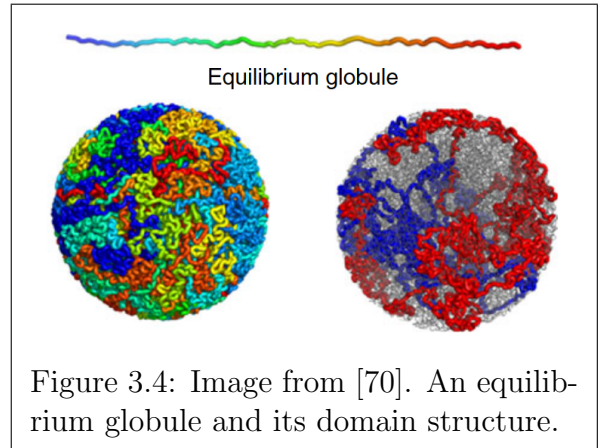 Equilibrium globule
Figure 3.4: Image from [70]. An equilib-
rium globule and its domain structure.